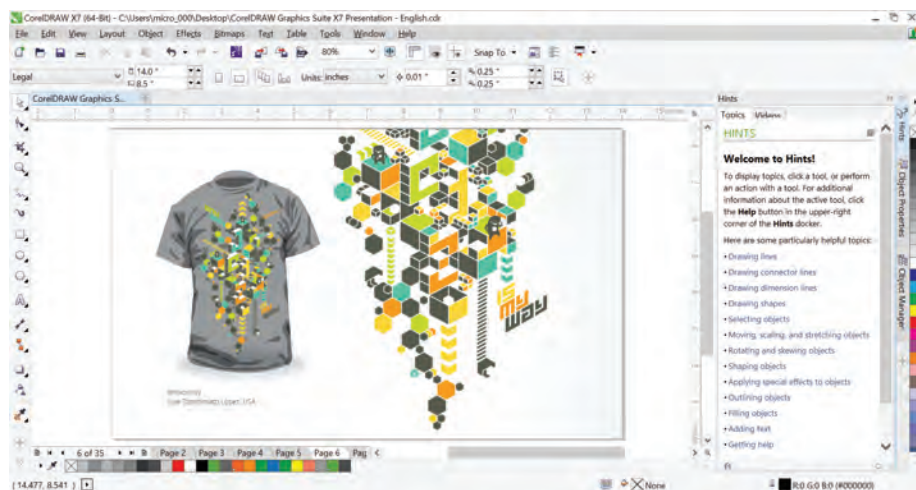 CorelDRAW X7 (64-Bit) - C:\Users\micro_000\Desktop\CorelDRAW Graphics Suite X7 Presentation - English.cdr
File Edit View Layout Object Effects Bitmaps Text Table Tools Window Help
80% Snap To
Legal 14.0 " 8.5 " Units: inches 0.01 " 0.25 " 0.25 "
CorelDRAW Graphics S...
Hints
Topics Videos
HINTS
Welcome to Hints!
To display topics, click a tool, or perform
an action with a tool. For additional
information about the active tool, click
the Help button in the upper-right
corner of the Hints docker.
Here are some particularly helpful topics:
•Drawing lines
•Drawing connector lines
•Drawing dimension lines
•Drawing shapes
•Selecting objects
•Moving, scaling, and stretching objects
•Rotating and skewing objects
•Shaping objects
•Applying special effects to objects
•Outlining objects
•Filling objects
•Adding text
•Getting help
Hints
Object Properties
Object Manager
is
my
way
USA
6 of 35 Page 2 Page 3 Page 4 Page 5 Page 6 Pag
(14.477, 8.541 ) None R:0 G:0 B:0 (#000000)